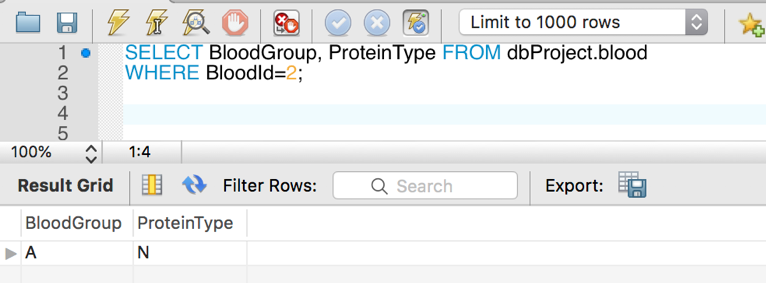 Limit to 1000 rows
1 SELECT BloodGroup, ProteinType FROM dbProject.blood
2 WHERE BloodId=2;
3
4
5
100% 1:4
Result Grid Filter Rows: Search Export:
BloodGroup ProteinType
A N